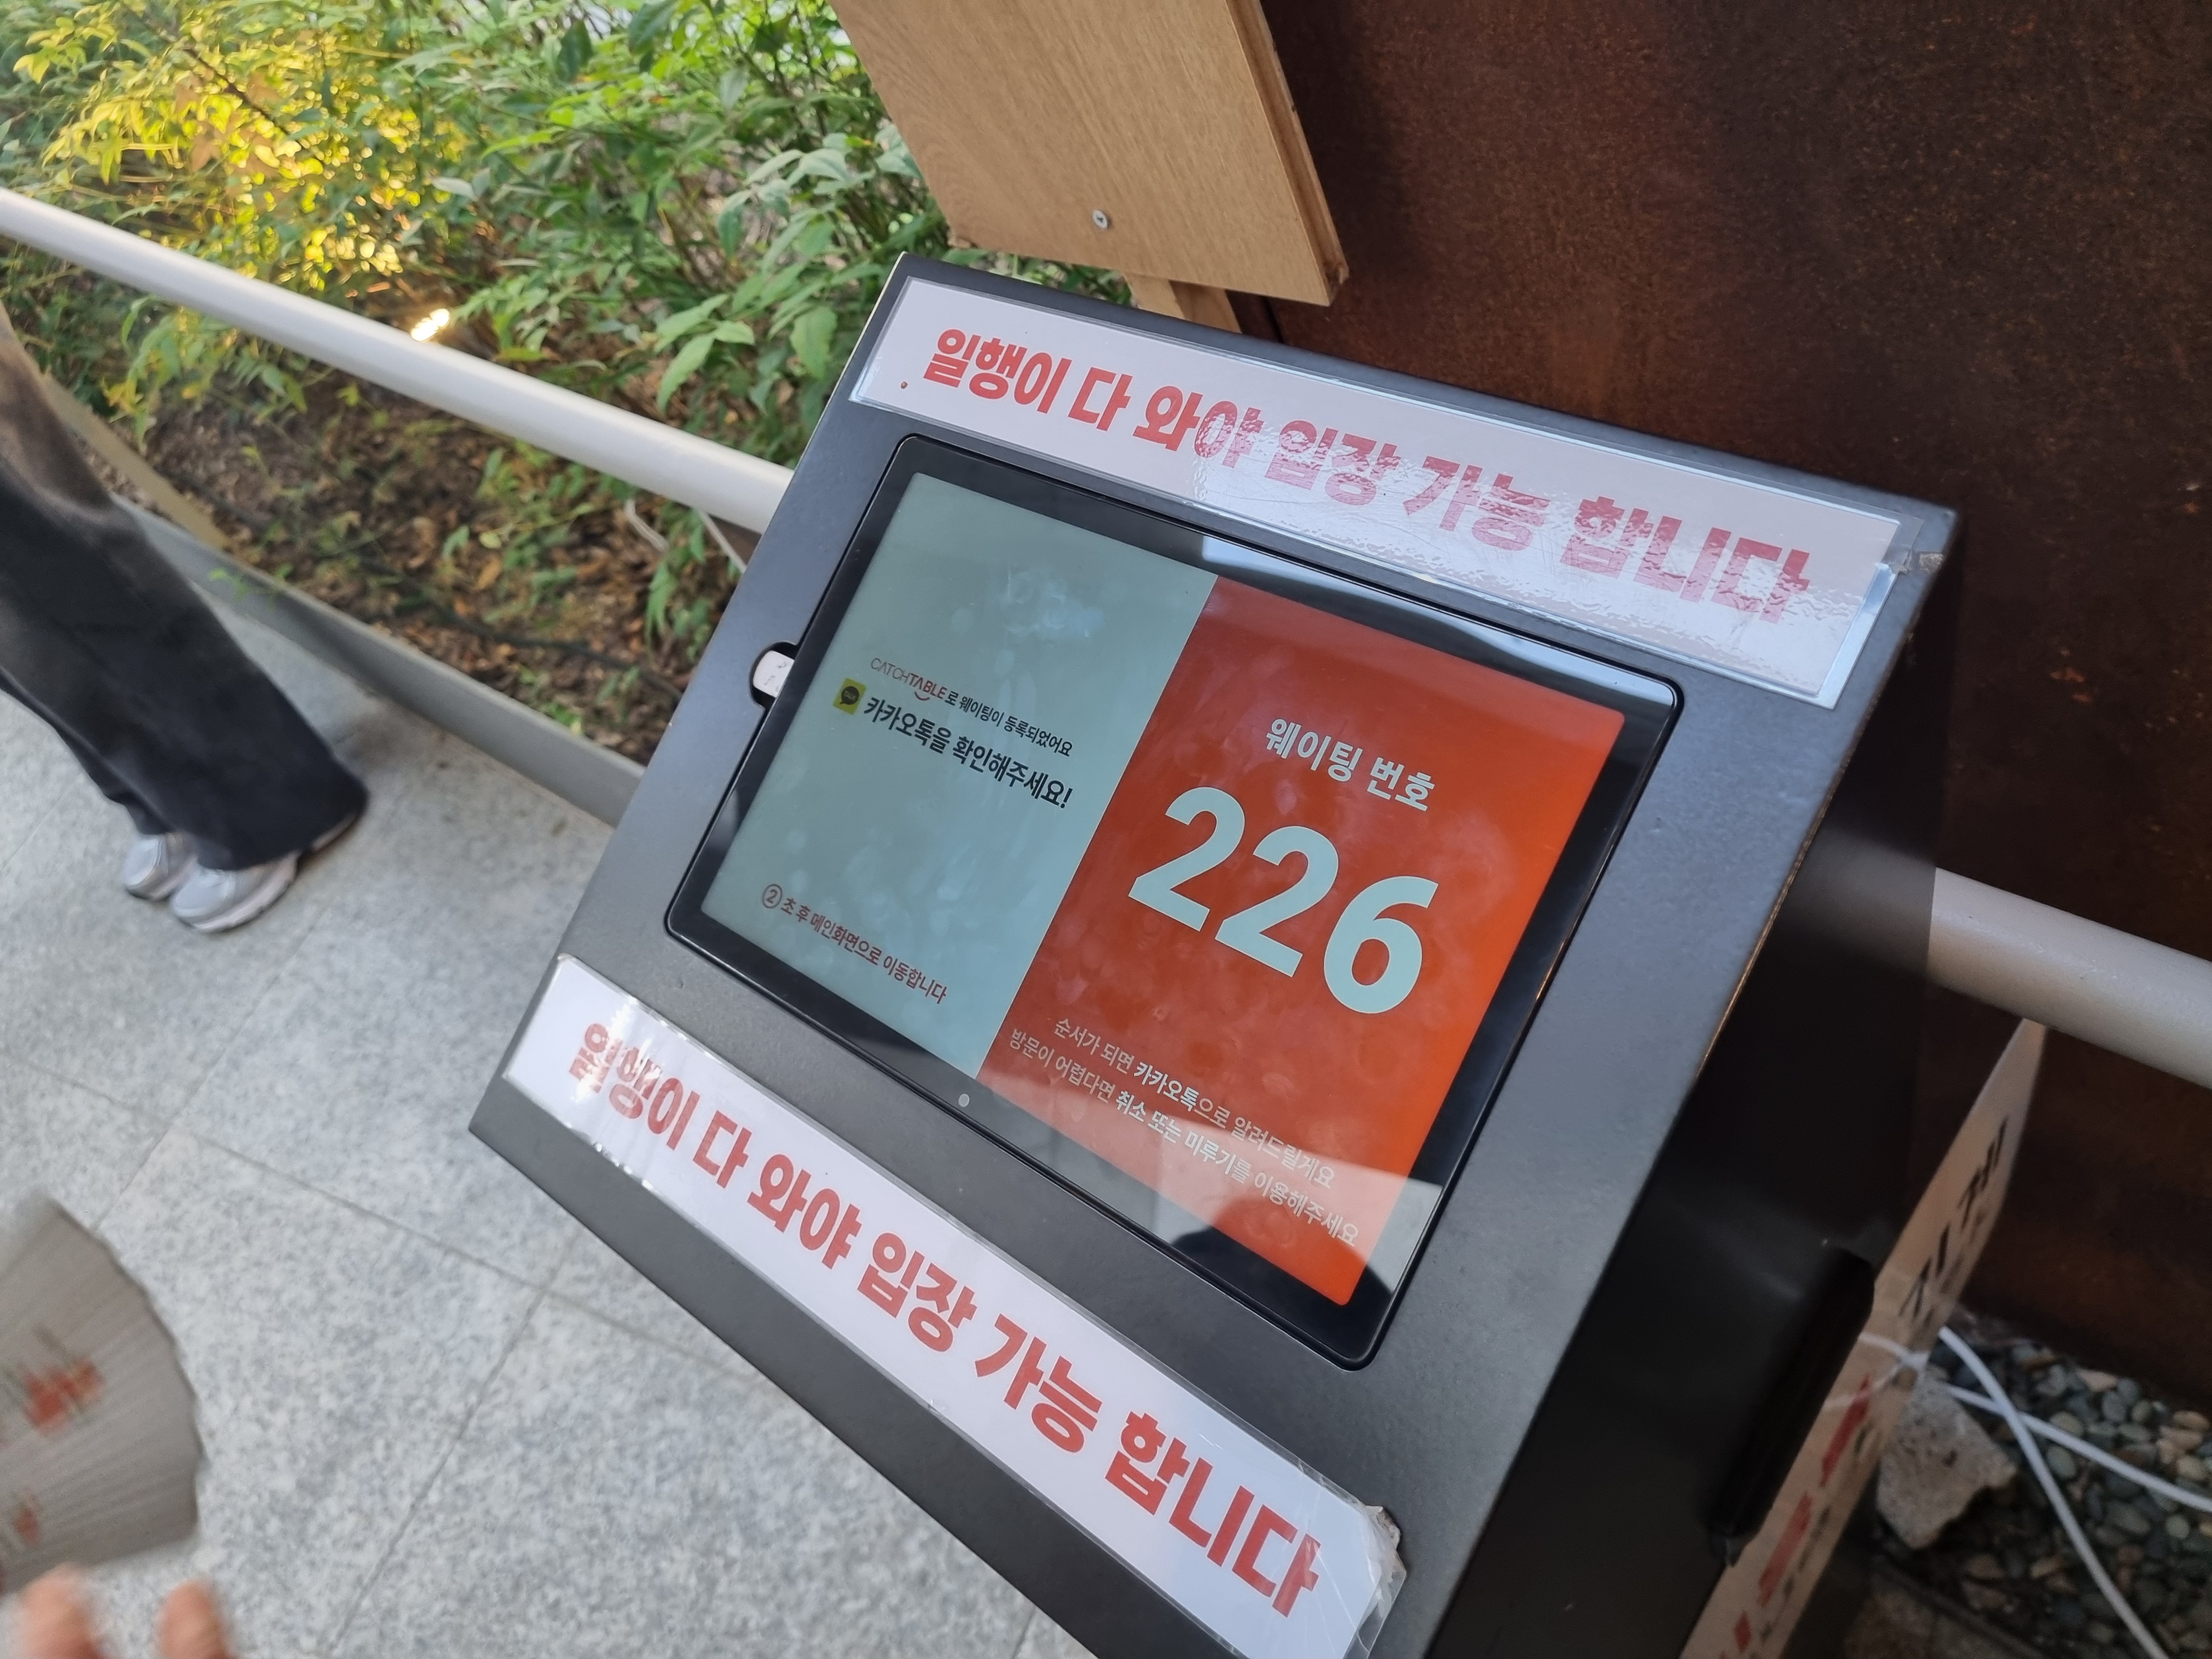 일행이 다 와야 입장 가능 합니다
CATCHTABLE로 웨이팅이 등록되었어요
카카오톡을 확인해주세요!
② 초 후 메인화면으로 이동합니다
웨이팅 번호
226
순서가 되면 카카오톡으로 알려드릴게요
방문이 어렵다면 취소 또는 미루기를 이용해주세요
일행이 다 와야 입장 가능 합니다